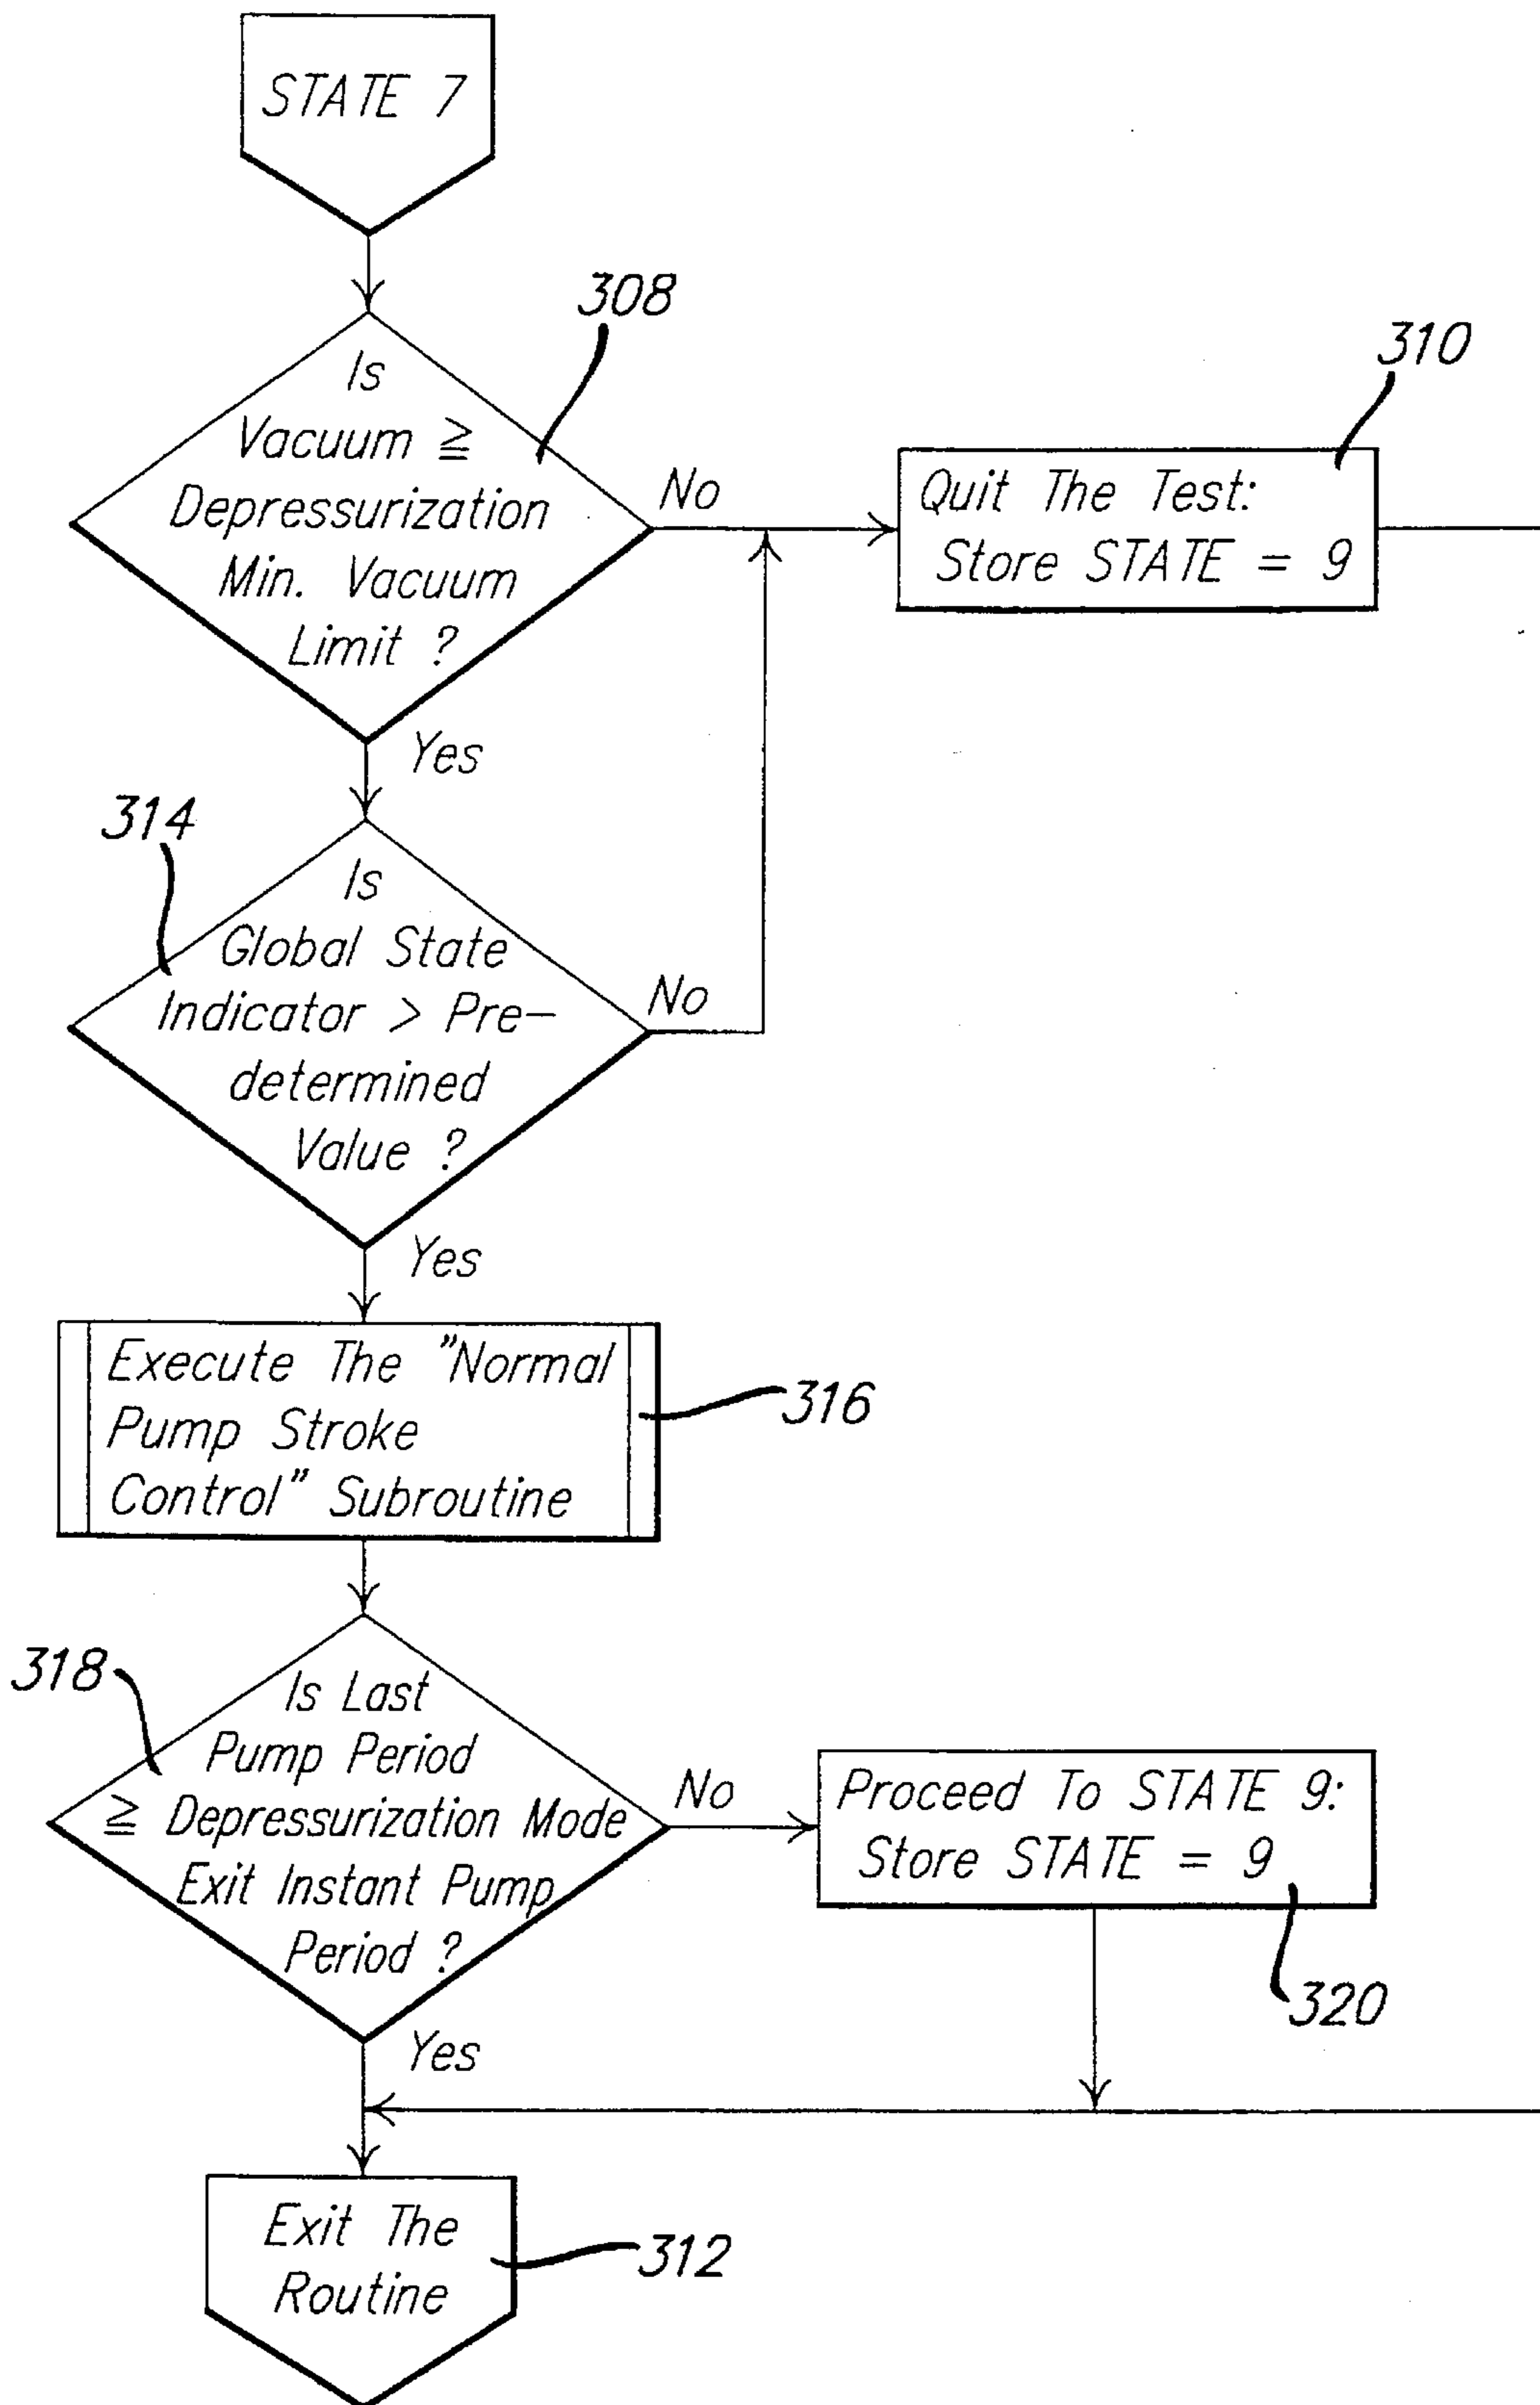 STATE 7
308
Is
Vacuum ≧
Depressurization
Min. Vacuum
Limit ?
No
310
Quit The Test:
Store STATE = 9
Yes
314
Is
Global State
Indicator > Pre-
determined
Value ?
No
Yes
Execute The "Normal
Pump Stroke
Control" Subroutine
316
318
Is Last
Pump Period
≧ Depressurization Mode
Exit Instant Pump
Period ?
No
Proceed To STATE 9:
Store STATE = 9
320
Yes
Exit The
Routine
312